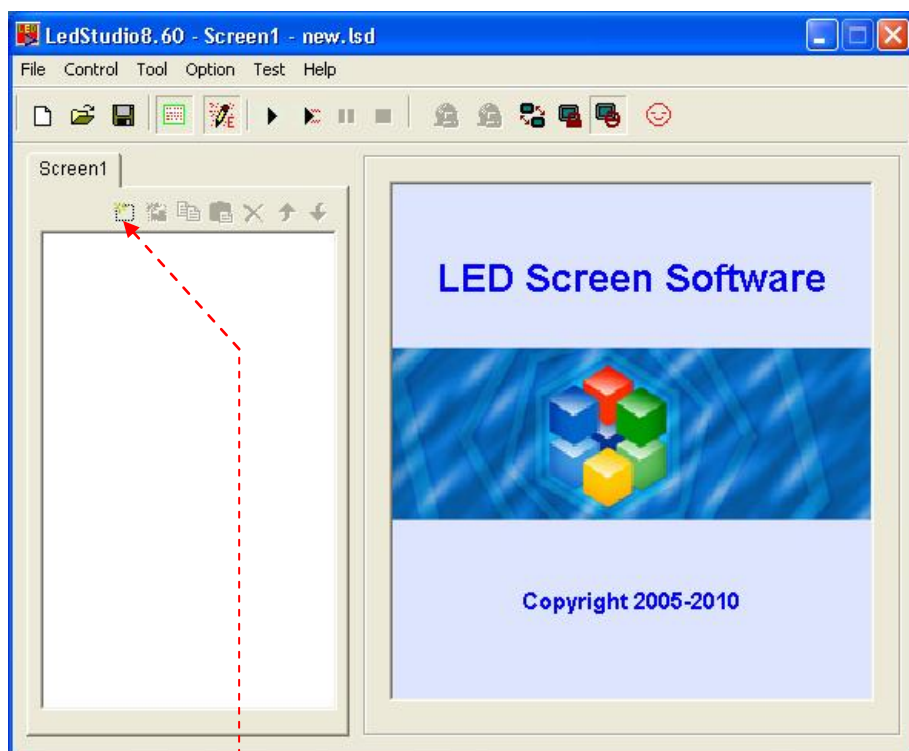 LedStudio8.60 - Screen1 - new.lsd
File Control Tool Option Test Help
Screen1
LED Screen Software
Copyright 2005-2010